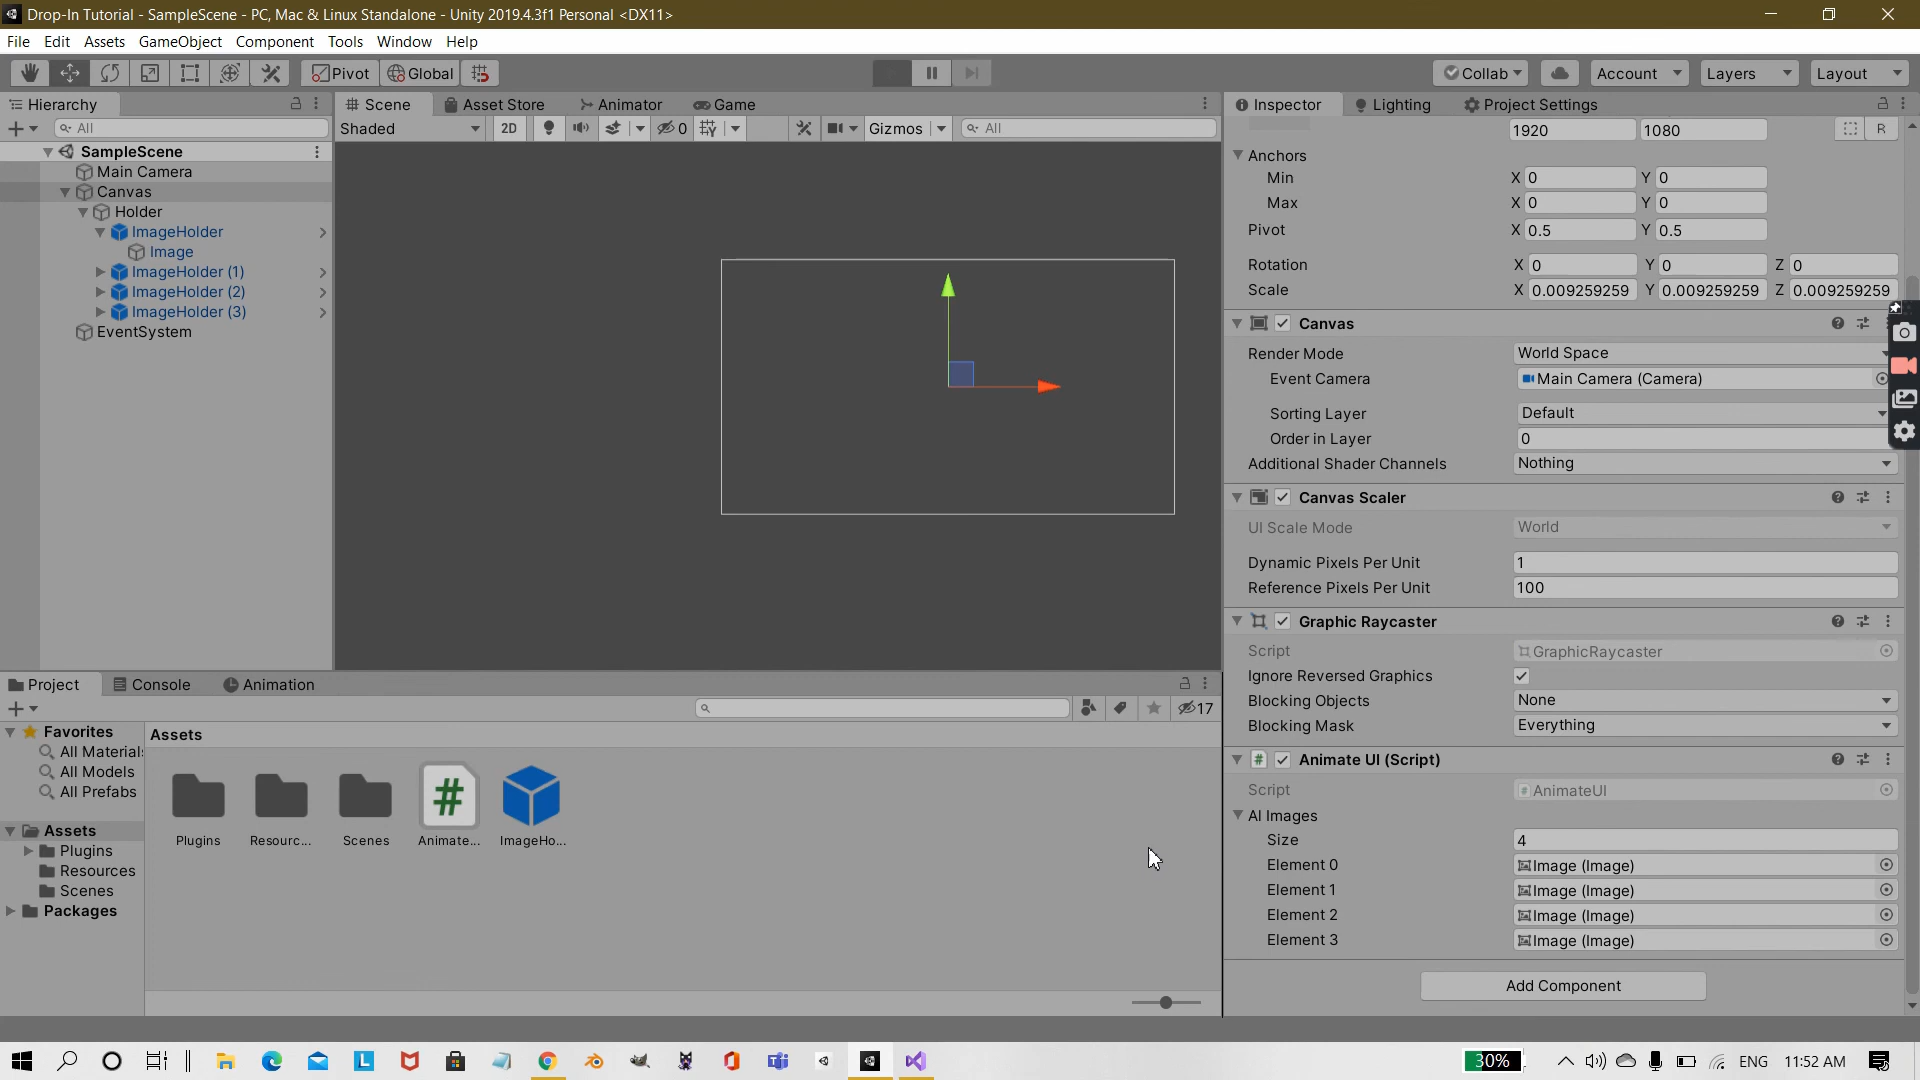 Drop-In Tutorial - SampleScene - PC, Mac & Linux Standalone - Unity 2019.4.3f1 Personal <DX11>
File Edit Assets GameObject Component Tools Window Help
Pivot Global Collab Account Layers Layout
Hierarchy
All
SampleScene
Main Camera
Canvas
Holder
ImageHolder
Image
ImageHolder (1)
ImageHolder (2)
ImageHolder (3)
EventSystem
Scene Asset Store Animator Game
Shaded 2D 0 Gizmos All
Inspector Lighting Project Settings
1920 1080 R
Anchors
Min X 0 Y 0
Max X 0 Y 0
Pivot X 0.5 Y 0.5
Rotation X 0 Y 0 Z 0
Scale X 0.009259259 Y 0.009259259 Z 0.009259259
Canvas
Render Mode World Space
Event Camera Main Camera (Camera)
Sorting Layer Default
Order in Layer 0
Additional Shader Channels Nothing
Canvas Scaler
UI Scale Mode World
Dynamic Pixels Per Unit 1
Reference Pixels Per Unit 100
Graphic Raycaster
Script GraphicRaycaster
Ignore Reversed Graphics
Blocking Objects None
Blocking Mask Everything
# Animate UI (Script)
Script AnimateUI
AI Images
Size 4
Element 0 Image (Image)
Element 1 Image (Image)
Element 2 Image (Image)
Element 3 Image (Image)
Add Component
Project Console Animation
17
Favorites
All Materials
All Models
All Prefabs
Assets
Plugins
Resources
Scenes
Packages
Assets
#
Plugins Resourc... Scenes Animate... ImageHo...
L 30% ENG 11:52 AM